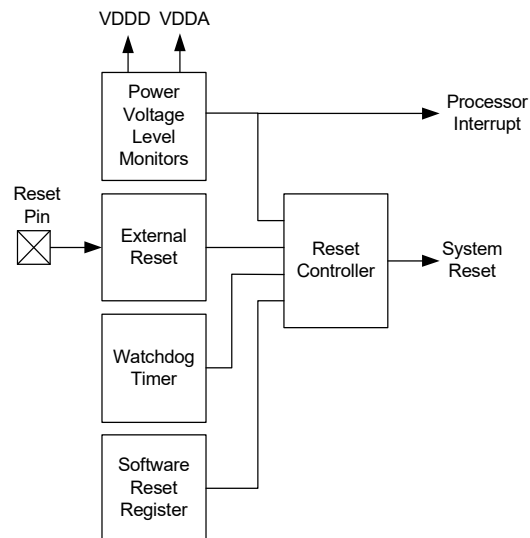 VDDD VDDA
Power
Voltage
Level
Monitors
Processor
Interrupt
Reset
Pin
External
Reset
Reset
Controller
System
Reset
Watchdog
Timer
Software
Reset
Register